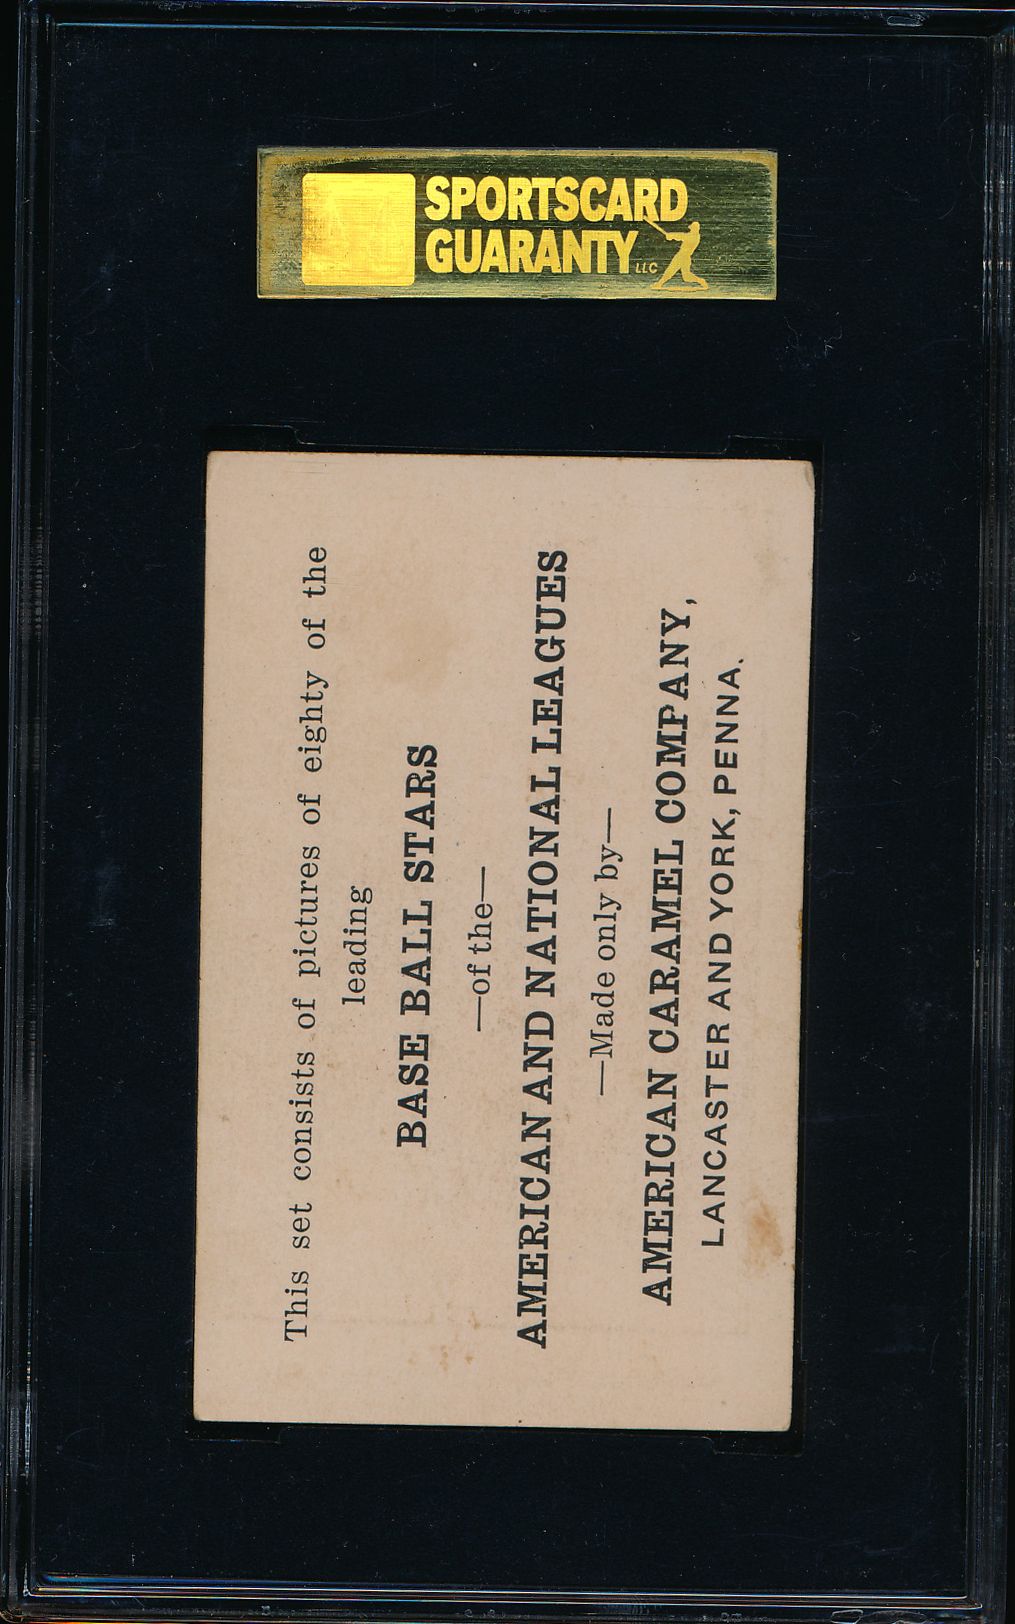 SPORTSCARD
GUARANTY LLC
This set consists of pictures of eighty of the
leading
BASE BALL STARS
—of the—
AMERICAN AND NATIONAL LEAGUES
—Made only by—
AMERICAN CARAMEL COMPANY,
LANCASTER AND YORK, PENNA.